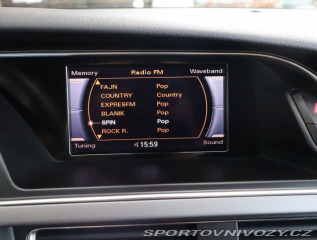 Memory Radio FM Waveband
FAJN Pop
COUNTRY Country
EXPRESFM Pop
BLANIK Pop
SPIN Pop
ROCK R. Pop
Tuning 15:59 Sound
SPORTOVNIVOZY.CZ